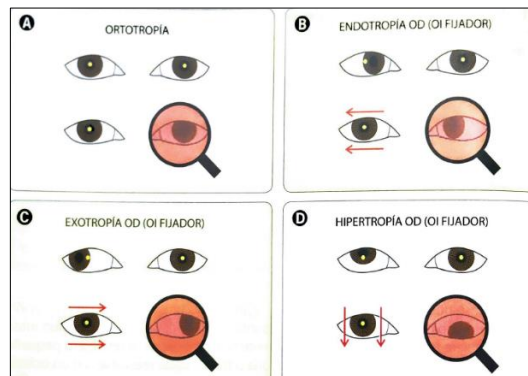 A
ORTOTROPÍA
B
ENDOTROPÍA OD (OI FIJADOR)
C
EXOTROPÍA OD (OI FIJADOR)
D
HIPERTROPÍA OD (OI FIJADOR)